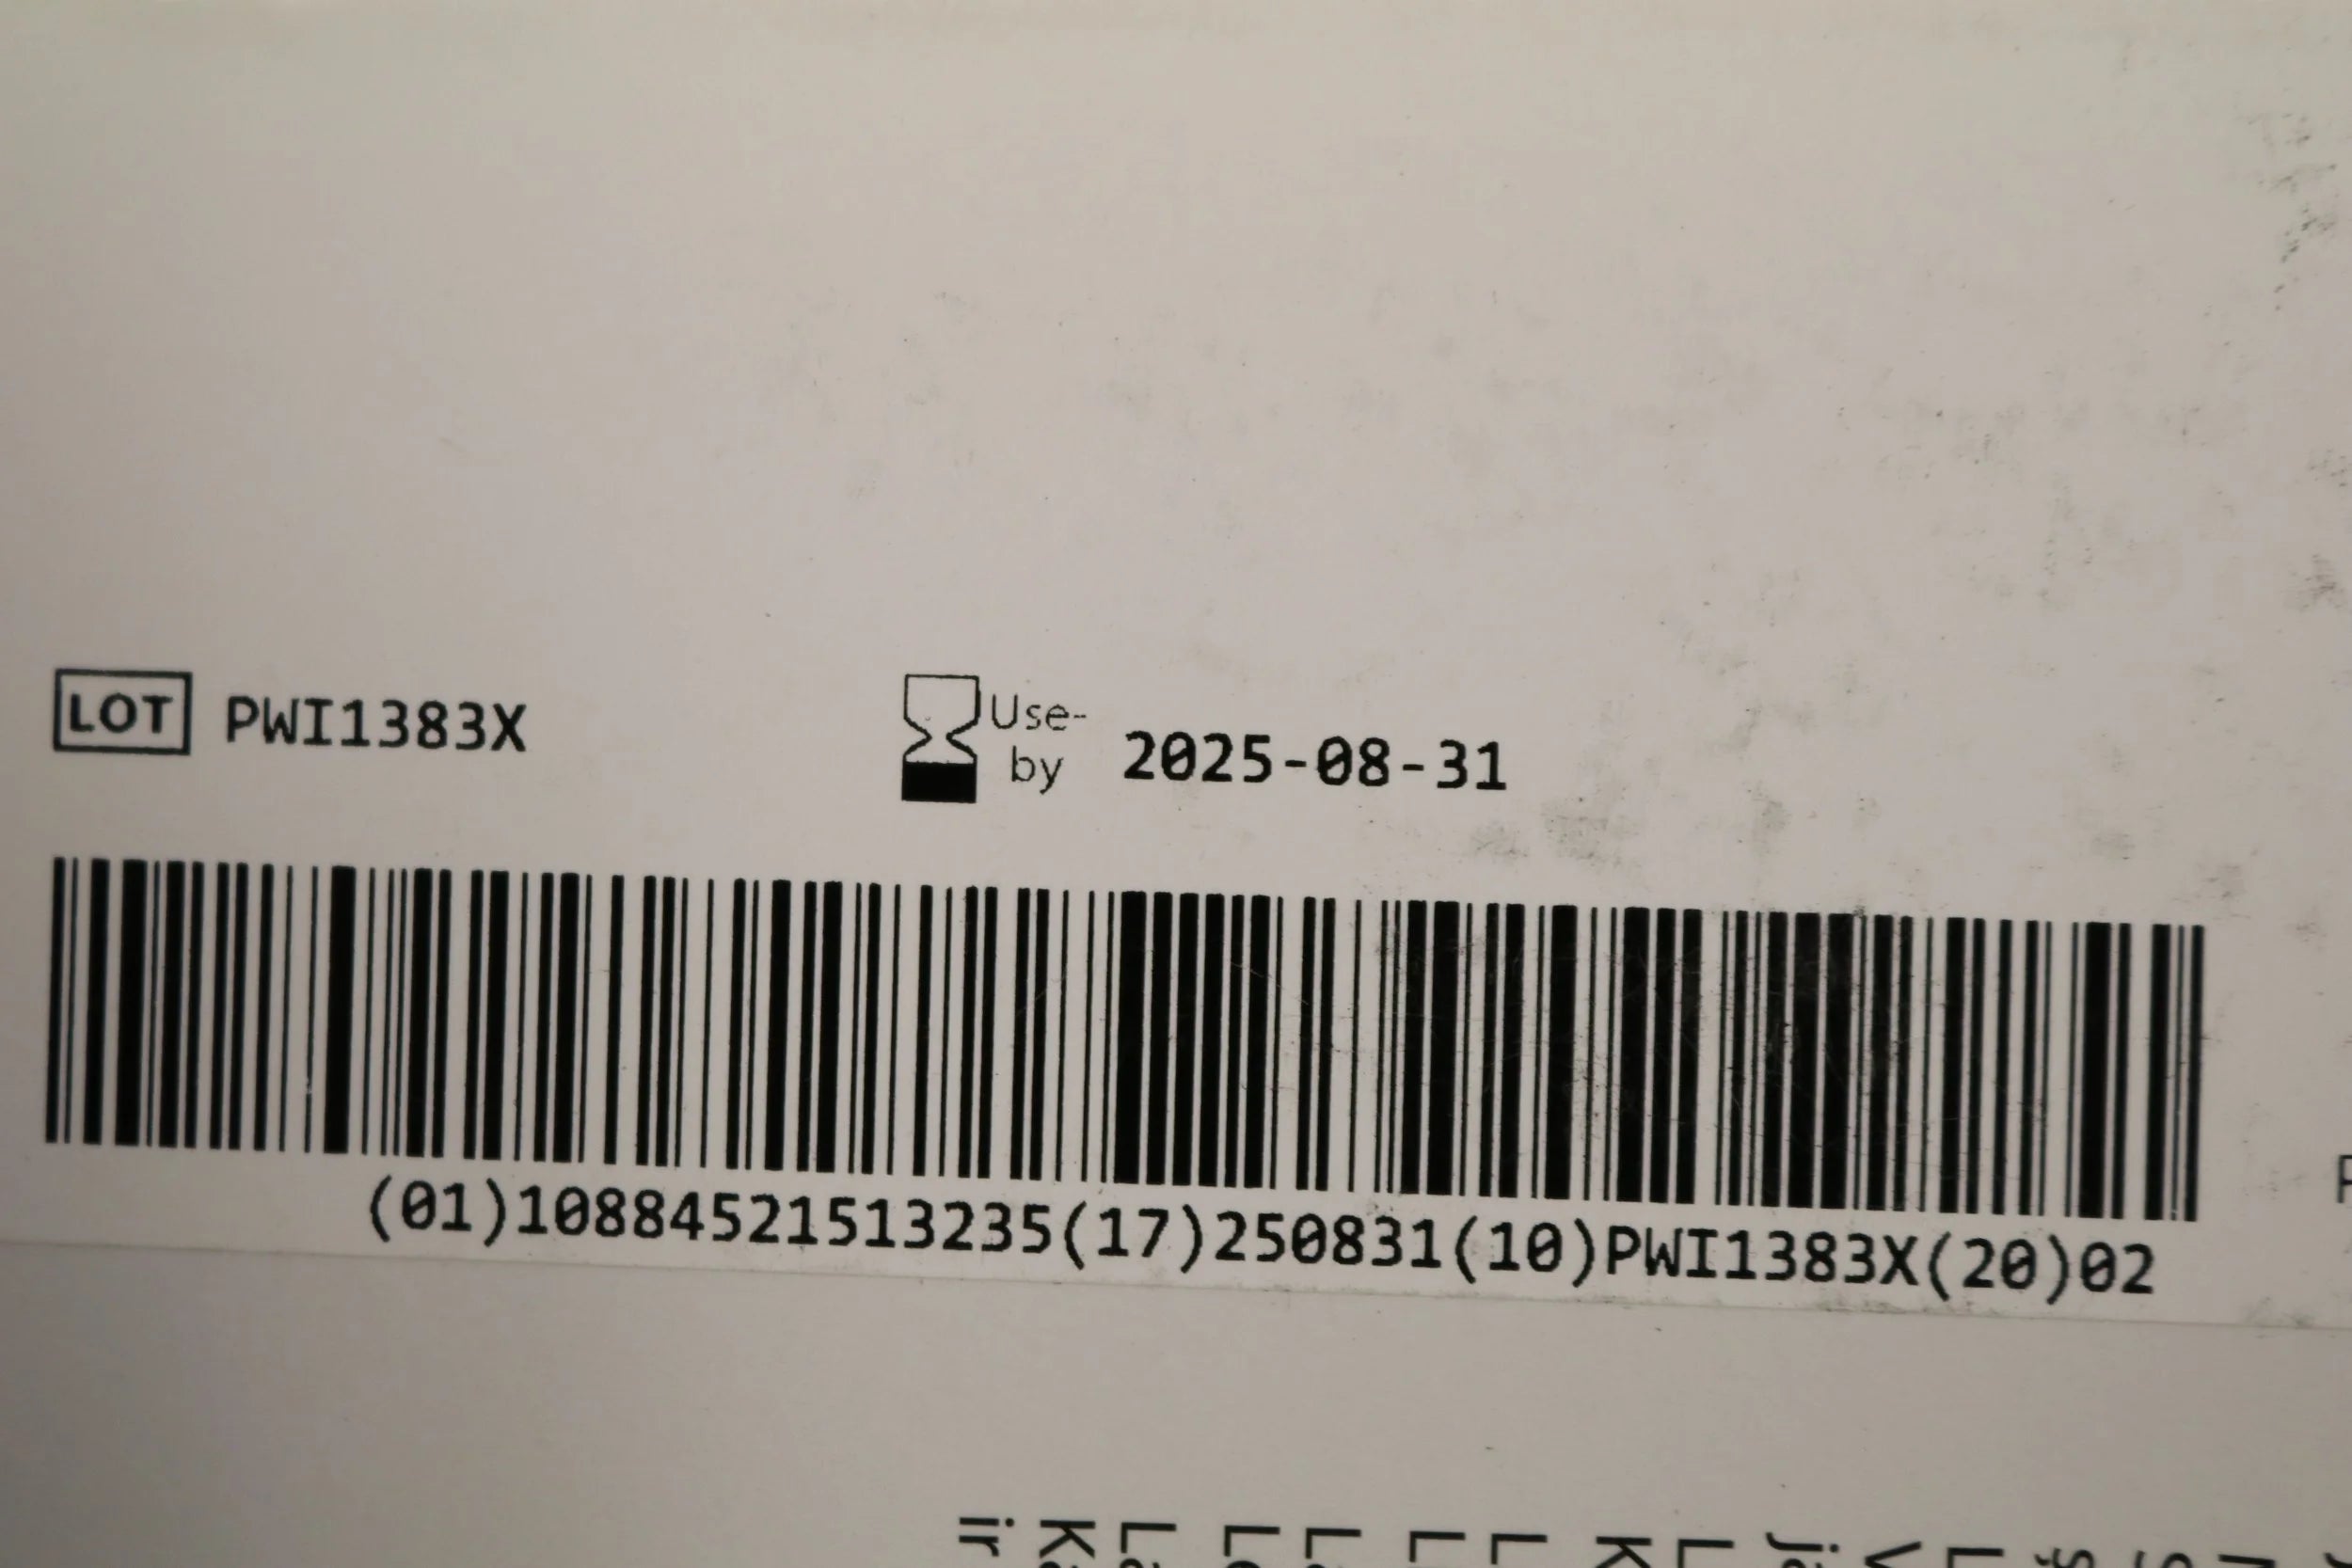 LOT PWI1383X
Use-
by 2025-08-31
(01)10884521513235(17)250831(10)PWI1383X(20)02